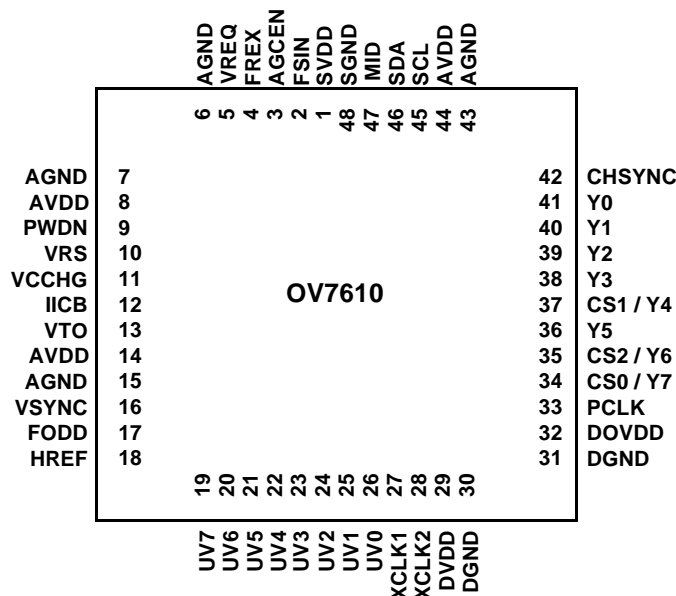 AGND VREQ FREX AGCEN FSIN SVDD SGND MID SDA SCL AVDD AGND
6 5 4 3 2 1 48 47 46 45 44 43
AGND 7 42 CHSYNC
AVDD 8 41 Y0
PWDN 9 40 Y1
VRS 10 39 Y2
VCCHG 11 38 Y3
OV7610
IICB 12 37 CS1 / Y4
VTO 13 36 Y5
AVDD 14 35 CS2 / Y6
AGND 15 34 CS0 / Y7
VSYNC 16 33 PCLK
FODD 17 32 DOVDD
HREF 18 31 DGND
19 20 21 22 23 24 25 26 27 28 29 30
UV7 UV6 UV5 UV4 UV3 UV2 UV1 UV0 XCLK1 XCLK2 DVDD DGND